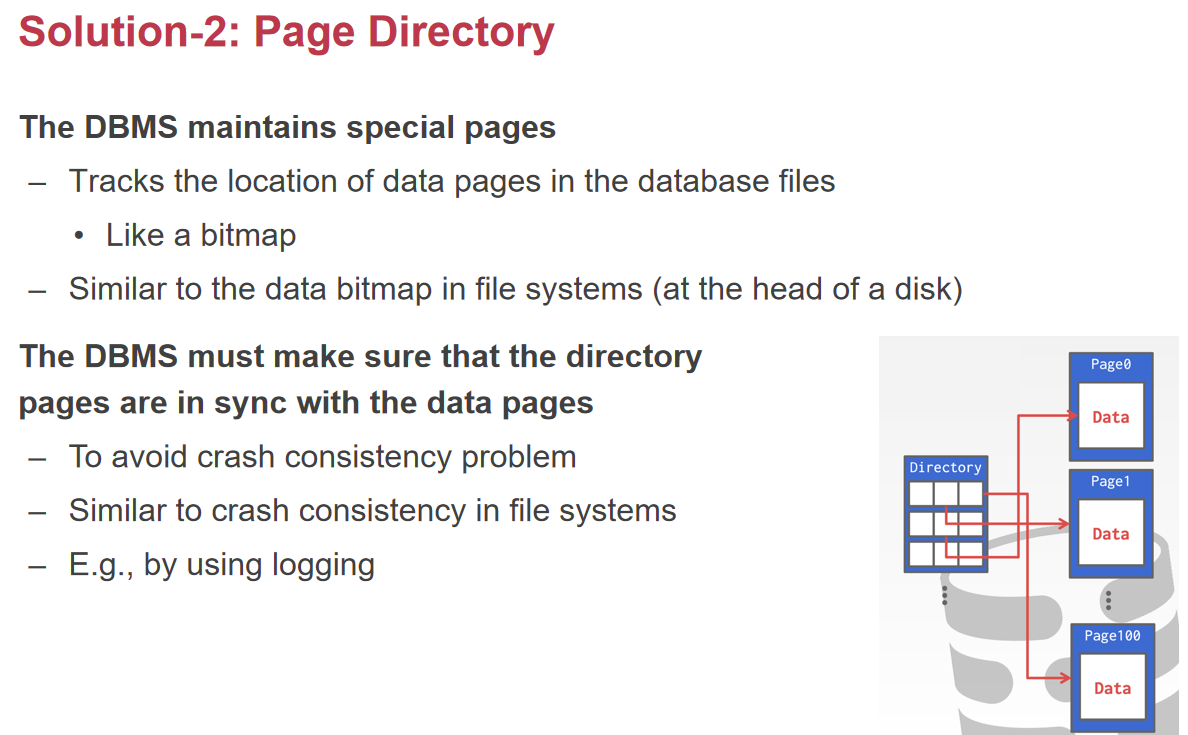 Solution-2: Page Directory
The DBMS maintains special pages
– Tracks the location of data pages in the database files
• Like a bitmap
– Similar to the data bitmap in file systems (at the head of a disk)
The DBMS must make sure that the directory
pages are in sync with the data pages
– To avoid crash consistency problem
– Similar to crash consistency in file systems
– E.g., by using logging
Directory
Page0
Data
Page1
Data
Page100
Data